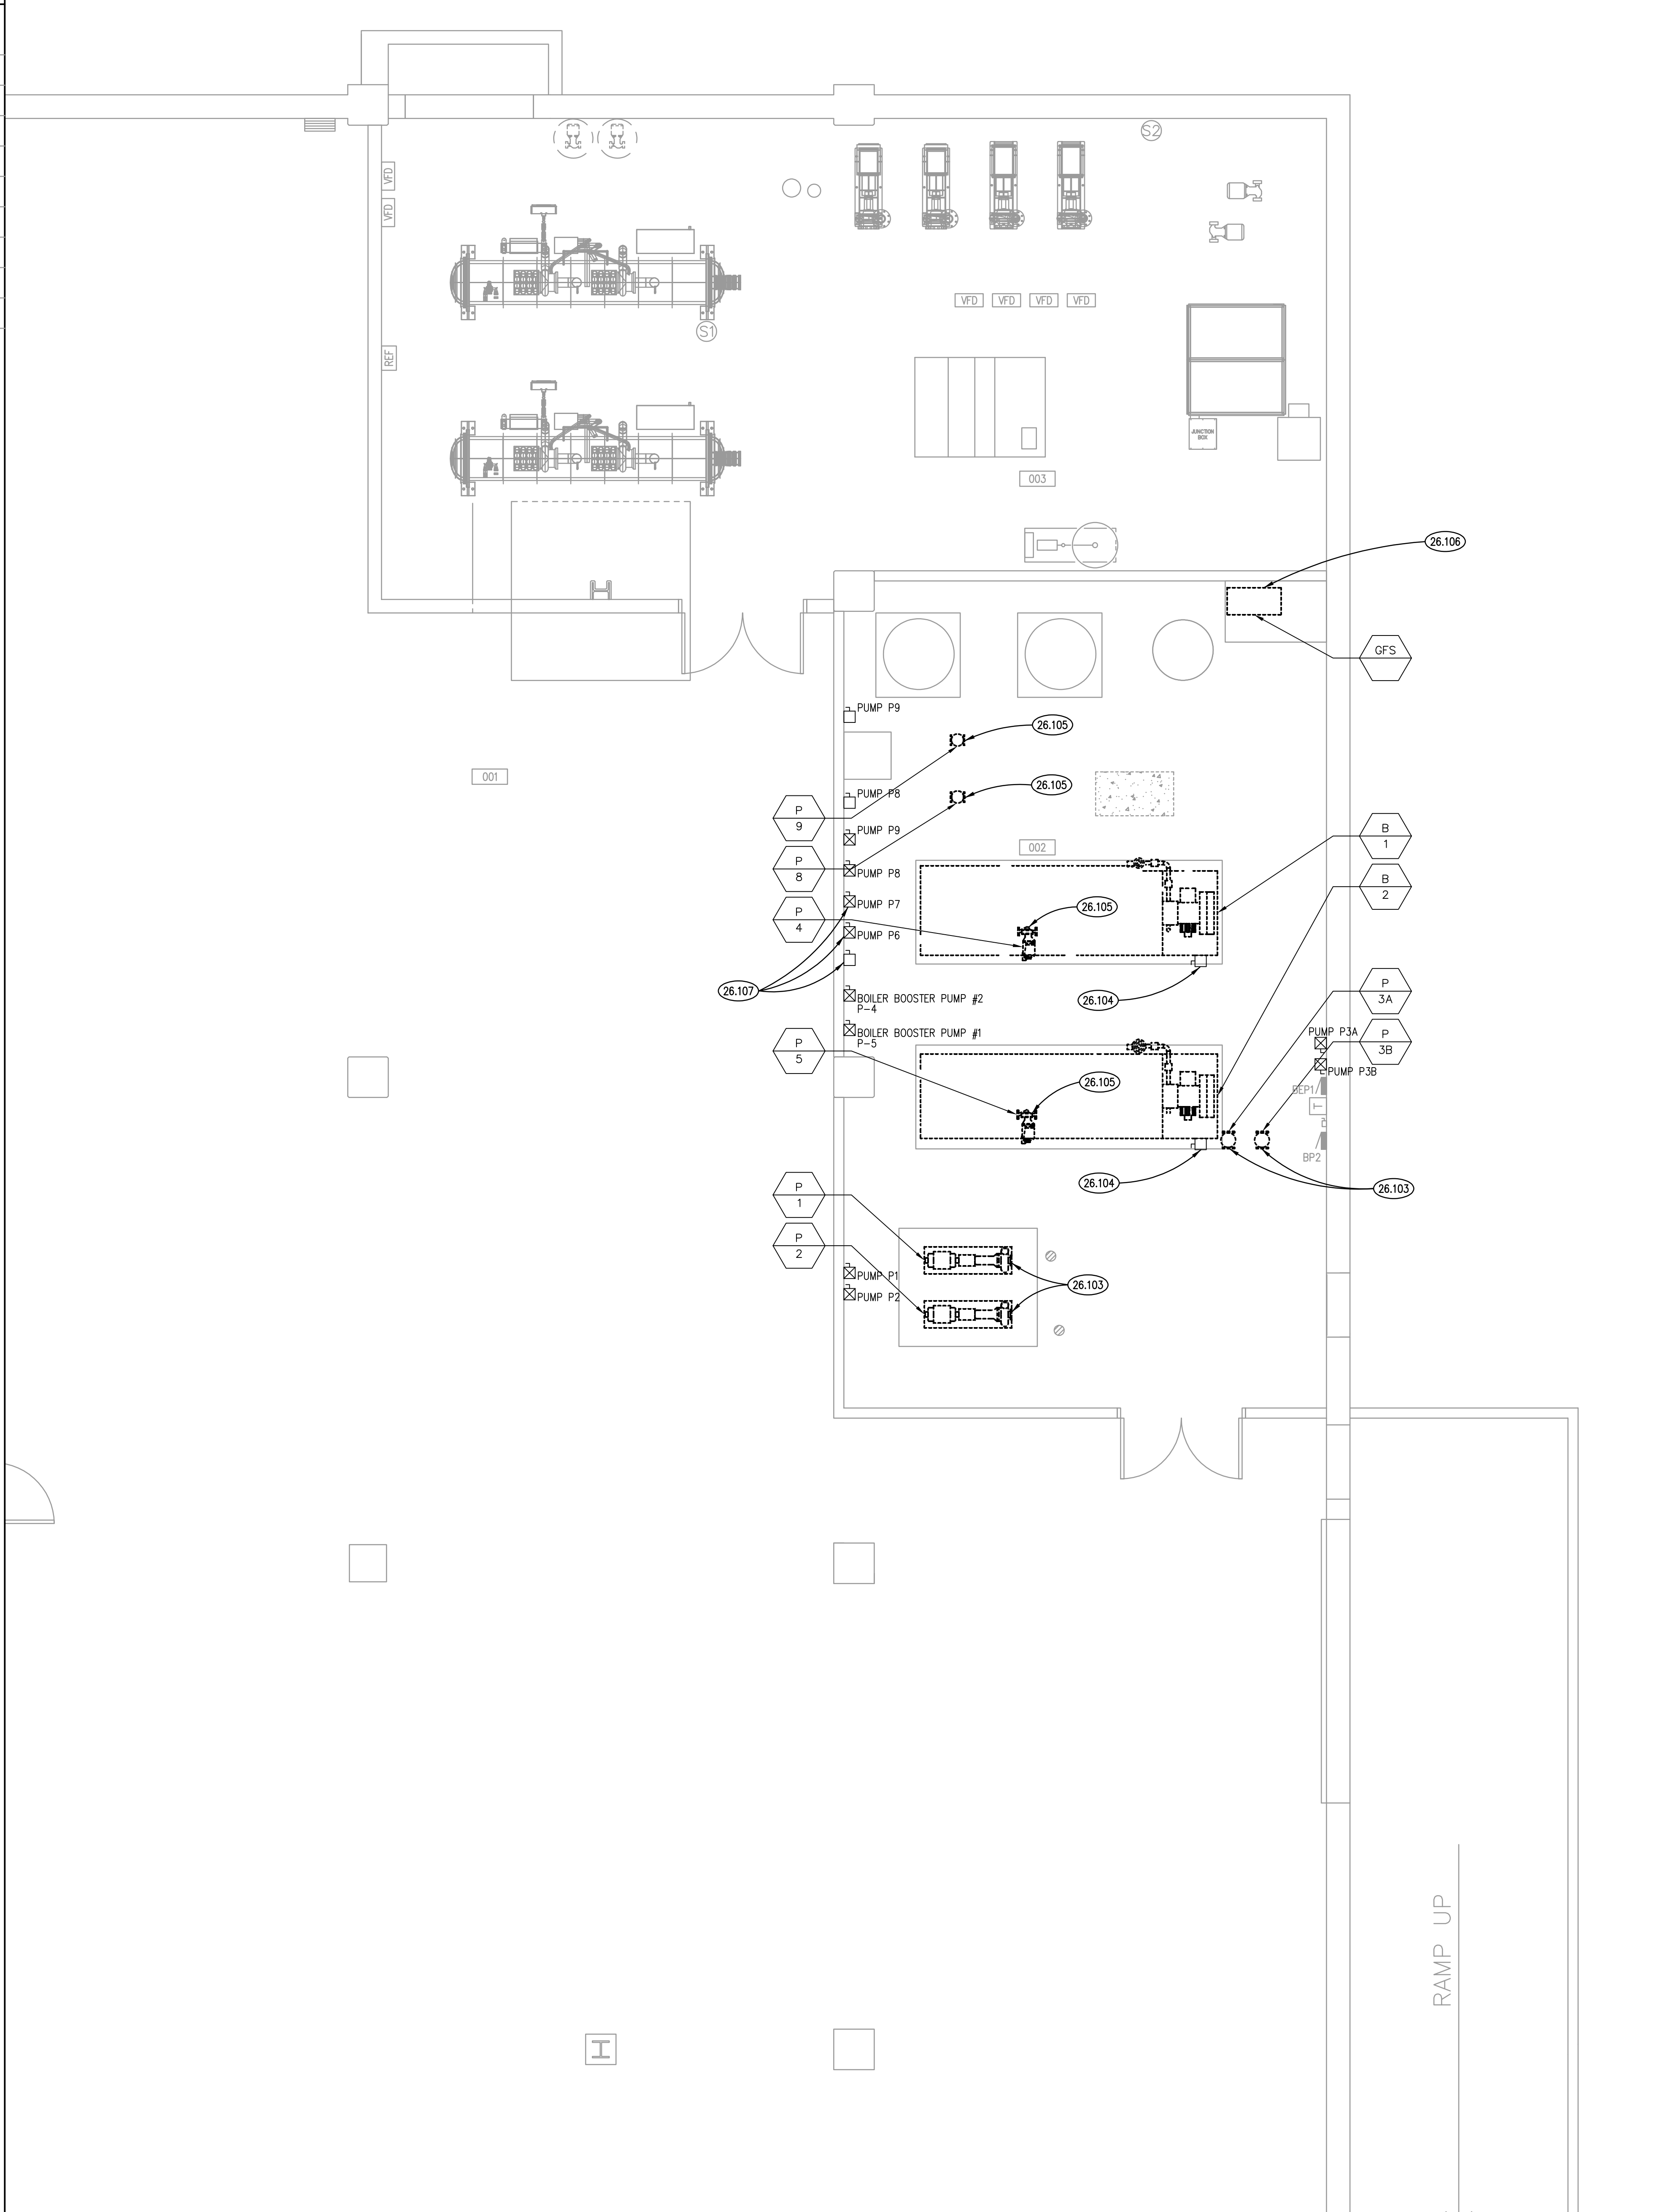 S2
VFD
VFD
VFD VFD VFD VFD
S1
REF
JUNCTION
BOX
003
26.106
GFS
PUMP P9
26.105
001
PUMP P8
26.105
P
9
PUMP P9
B
1
002
P
8
PUMP P8
B
2
PUMP P7
26.105
P
4
PUMP P6
26.107
BOILER BOOSTER PUMP #2
P-4
26.104
P
3A
BOILER BOOSTER PUMP #1
P-5
PUMP P3A
P
3B
P
5
PUMP P3B
26.105
BEP1
T
BP2
26.104
26.103
P
1
P
2
PUMP P1
26.103
PUMP P2
RAMP UP